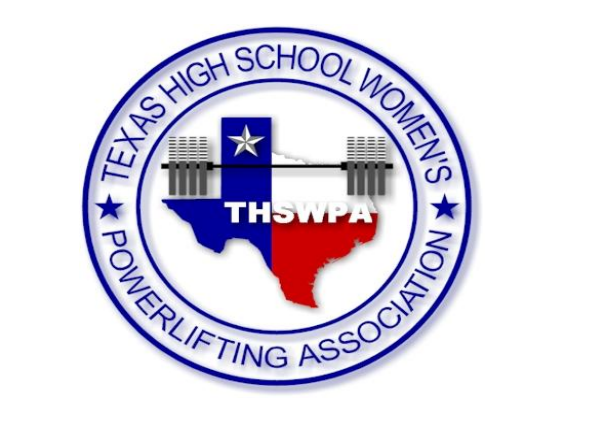 TEXAS HIGH SCHOOL WOMEN'S
THSWPA
POWERLIFTING ASSOCIATION